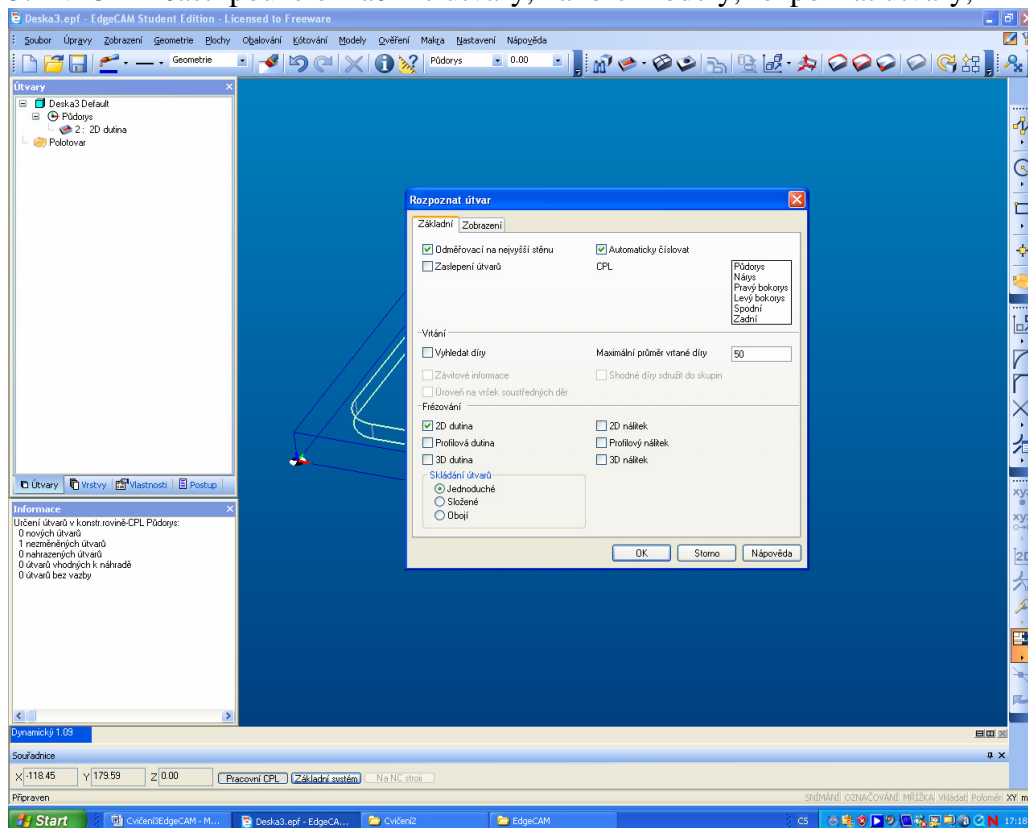 Deska3.epf - EdgeCAM Student Edition - Licensed to Freeware
Soubor Úpravy Zobrazení Geometrie Plochy Obalování Kótování Modely Ověření Makra Nastavení Nápověda
Geometrie Půdorys 0.00
Útvary
Deska3 Default
Půdorys
2 : 2D dutina
Polotovar
Útvary Vrstvy Vlastnosti Postup
Informace
Určení útvarů v konstr.rovině-CPL Půdorys:
0 nových útvarů
1 nezměněných útvarů
0 nahrazených útvarů
0 útvarů vhodných k náhradě
0 útvarů bez vazby
Rozpoznat útvar
Základní Zobrazení
Odměřovací na nejvyšší stěnu Automaticky číslovat
Zaslepení útvarů CPL
Půdorys
Nárys
Pravý bokorys
Levý bokorys
Spodní
Zadní
Vrtání
Vyhledat díry Maximální průměr vrtané díry 50
Závitové informace Shodné díry sdružit do skupin
Úroveň na vršek soustředných děr
Frézování
2D dutina 2D nálitek
Profilová dutina Profilový nálitek
3D dutina 3D nálitek
Skládání útvarů
Jednoduché
Složené
Obojí
OK Storno Nápověda
Dynamický 1.09
Souřadnice
X -118.45 Y 179.59 Z 0.00 Pracovní CPL Základní systém Na NC stroji
Připraven SNÍMÁNÍ OZNAČOVÁNÍ MŘÍŽKA Vkládat Poloměr XY m
Start Cvičení3EdgeCAM - M... Deska3.epf - EdgeCA... Cvičení2 EdgeCAM CS 17:18